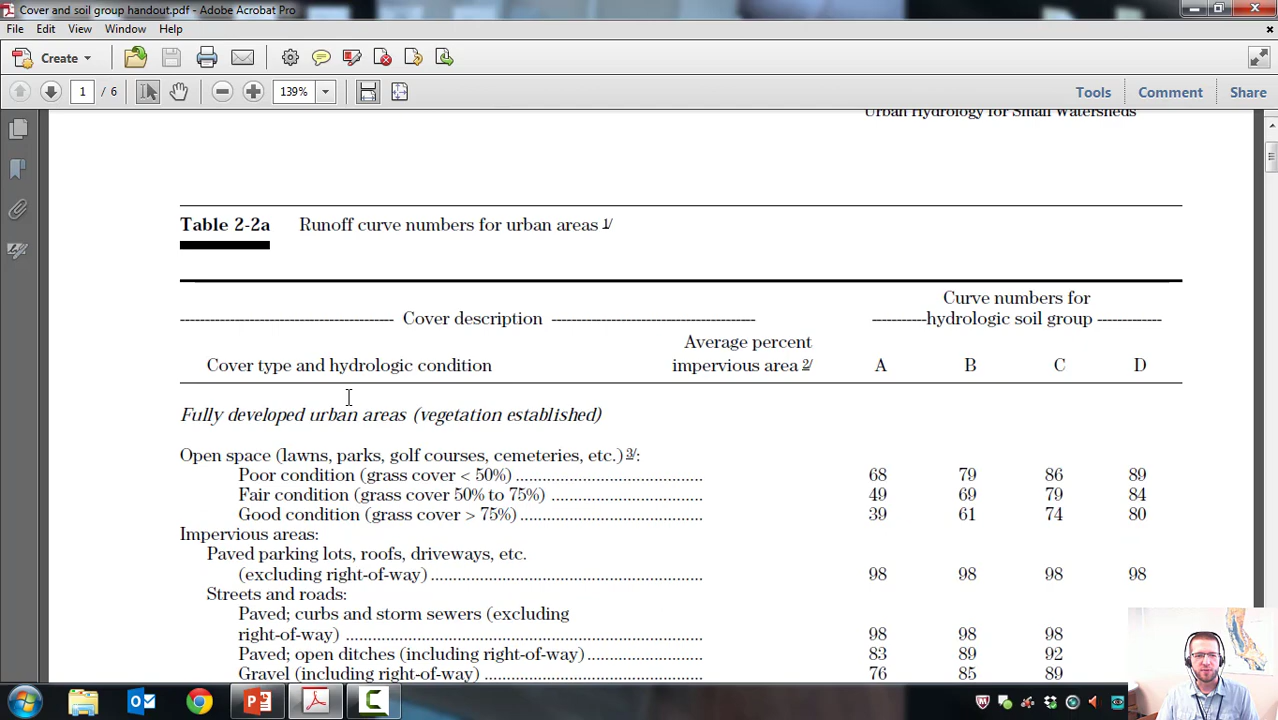 Cover and soil group handout.pdf - Adobe Acrobat Pro
File Edit View Window Help
Create
1 / 6 139% Tools Comment Share
Urban Hydrology for Small Watersheds
Table 2-2a Runoff curve numbers for urban areas 1/
Curve numbers for
------------------------------------------ Cover description ---------------------------------------- -----------hydrologic soil group -------------
Average percent
Cover type and hydrologic condition impervious area 2/ A B C D
Fully developed urban areas (vegetation established)
Open space (lawns, parks, golf courses, cemeteries, etc.) 3/:
Poor condition (grass cover < 50%) ...................................... 68 79 86 89
Fair condition (grass cover 50% to 75%) ............................... 49 69 79 84
Good condition (grass cover > 75%) ..................................... 39 61 74 80
Impervious areas:
Paved parking lots, roofs, driveways, etc.
(excluding right-of-way) ....................................................... 98 98 98 98
Streets and roads:
Paved; curbs and storm sewers (excluding
right-of-way) ........................................................................ 98 98 98
Paved; open ditches (including right-of-way) ....................... 83 89 92
Gravel (including right-of-way) ............................................ 76 85 89